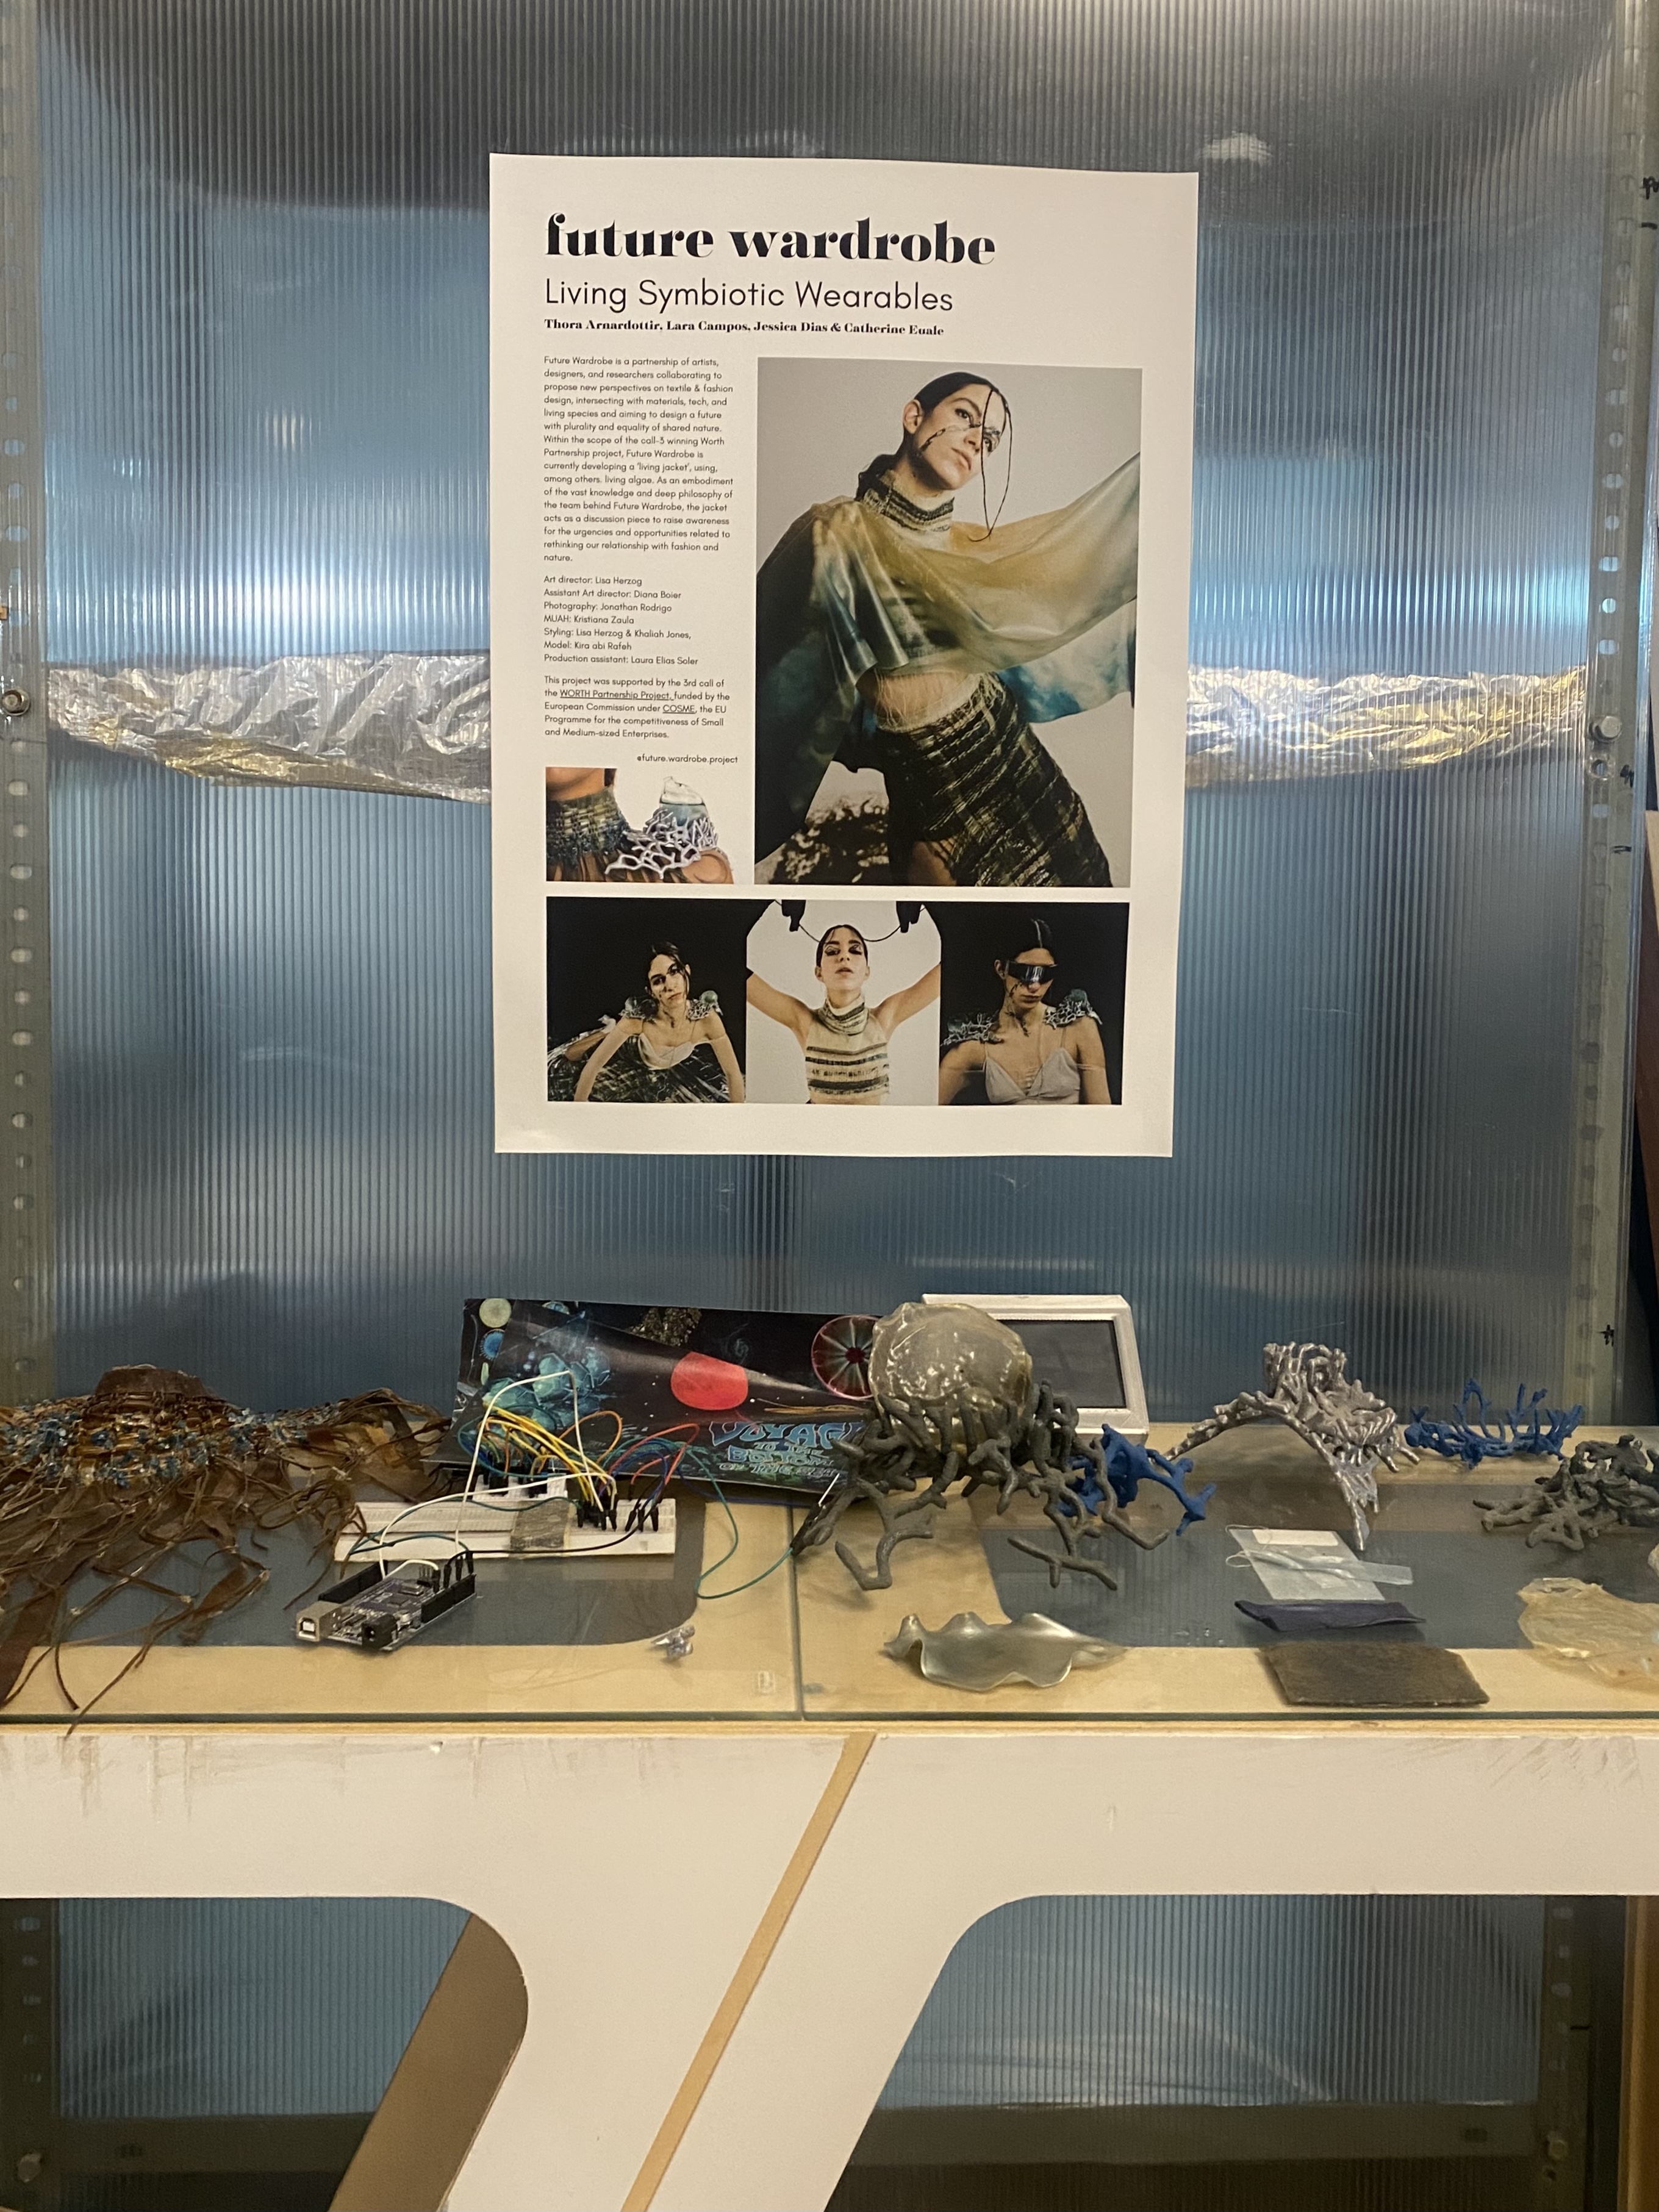 future wardrobe
Living Symbiotic Wearables
Thora Arnardottir, Lara Campos, Jessica Dias & Catherine Euale
Future Wardrobe is a partnership of artists,
designers, and researchers collaborating to
propose new perspectives on textile & fashion
design, intersecting with materials, tech, and
living species and aiming to design a future
with plurality and equality of shared nature.
Within the scope of the call-3 winning Worth
Partnership project, Future Wardrobe is
currently developing a 'living jacket', using,
among others. living algae. As an embodiment
of the vast knowledge and deep philosophy of
the team behind Future Wardrobe, the jacket
acts as a discussion piece to raise awareness
for the urgencies and opportunities related to
rethinking our relationship with fashion and
nature.
Art director: Lisa Herzog
Assistant Art director: Diana Boier
Photography: Jonathan Rodrigo
MUAH: Kristiana Zaula
Styling: Lisa Herzog & Khaliah Jones,
Model: Kira abi Rafeh
Production assistant: Laura Elias Soler
This project was supported by the 3rd call of
the WORTH Partnership Project, funded by the
European Commission under COSME, the EU
Programme for the competitiveness of Small
and Medium-sized Enterprises.
@future.wardrobe.project
TO THE
BOTTOM
OF THE